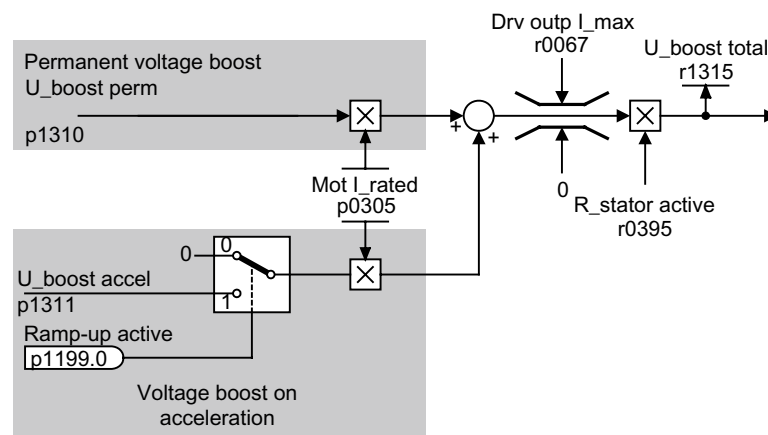 Drv outp I_max
r0067
U_boost total
r1315
Permanent voltage boost
U_boost perm
p1310
+
+
Mot I_rated
p0305
0
R_stator active
r0395
0
0
U_boost accel
p1311
1
Ramp-up active
p1199.0
Voltage boost on
acceleration